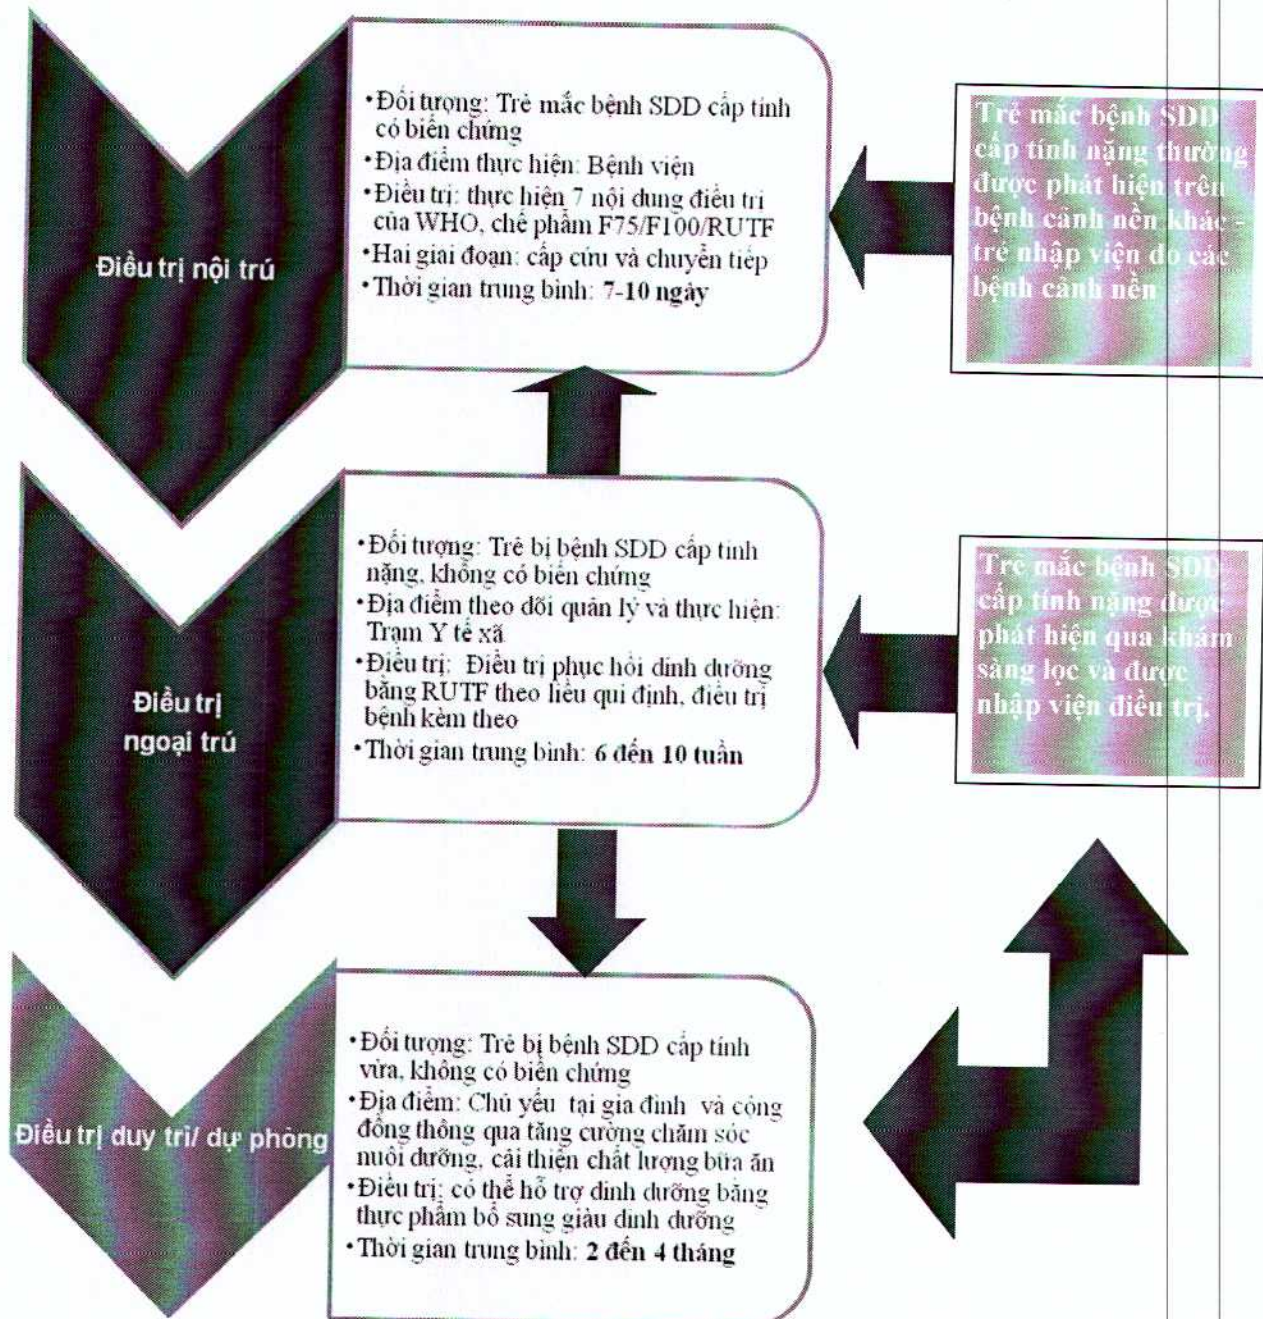 Điều trị nội trú
•Đối tượng: Trẻ mắc bệnh SDD cấp tính
có biến chứng
•Địa điểm thực hiện: Bệnh viện
•Điều trị: thực hiện 7 nội dung điều trị
của WHO, chế phẩm F75/F100/RUTF
•Hai giai đoạn: cấp cứu và chuyển tiếp
•Thời gian trung bình: 7-10 ngày
Trẻ mắc bệnh SDD
cấp tính nặng thường
được phát hiện trên
bệnh cảnh nền khác -
trẻ nhập viện do các
bệnh cảnh nền
Điều trị
ngoại trú
•Đối tượng: Trẻ bị bệnh SDD cấp tính
nặng, không có biến chứng
•Địa điểm theo dõi quản lý và thực hiện:
Trạm Y tế xã
•Điều trị: Điều trị phục hồi dinh dưỡng
bằng RUTF theo liều qui định, điều trị
bệnh kèm theo
•Thời gian trung bình: 6 đến 10 tuần
Trẻ mắc bệnh SDD
cấp tính nặng được
phát hiện qua khám
sàng lọc và được
nhập viện điều trị.
Điều trị duy trì/ dự phòng
•Đối tượng: Trẻ bị bệnh SDD cấp tính
vừa, không có biến chứng
•Địa điểm: Chủ yếu tại gia đình và cộng
đồng thông qua tăng cường chăm sóc
nuôi dưỡng, cải thiện chất lượng bữa ăn
•Điều trị: có thể hỗ trợ dinh dưỡng bằng
thực phẩm bổ sung giàu dinh dưỡng
•Thời gian trung bình: 2 đến 4 tháng